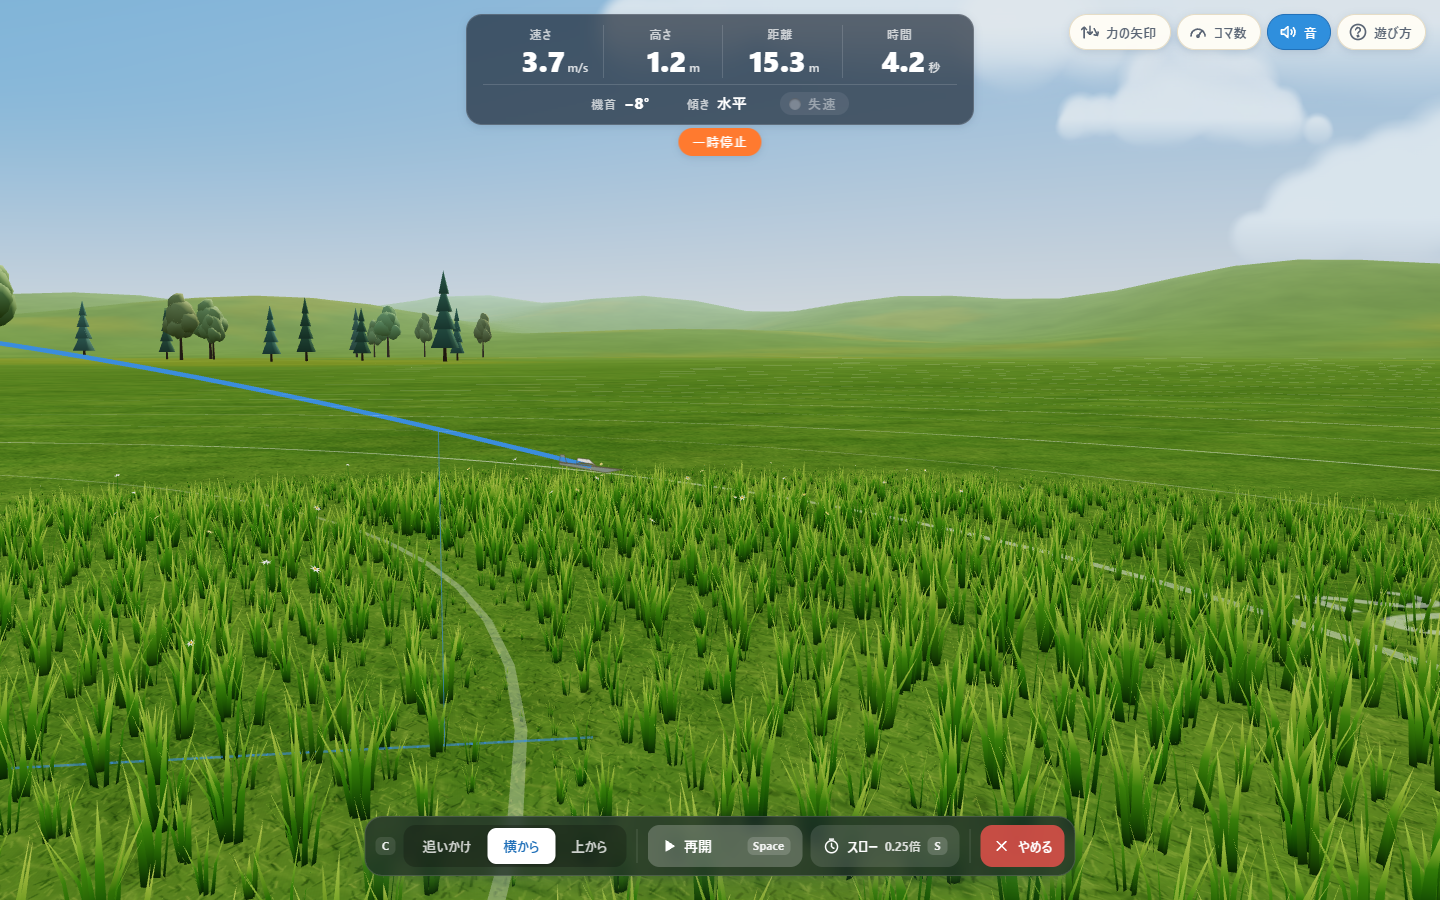 速さ
3.7 m/s
高さ
1.2 m
距離
15.3 m
時間
4.2 秒
機首 −8° 傾き 水平 失速
一時停止
力の矢印
コマ数
音
遊び方
C 追いかけ 横から 上から 再開 Space スロー 0.25倍 S やめる